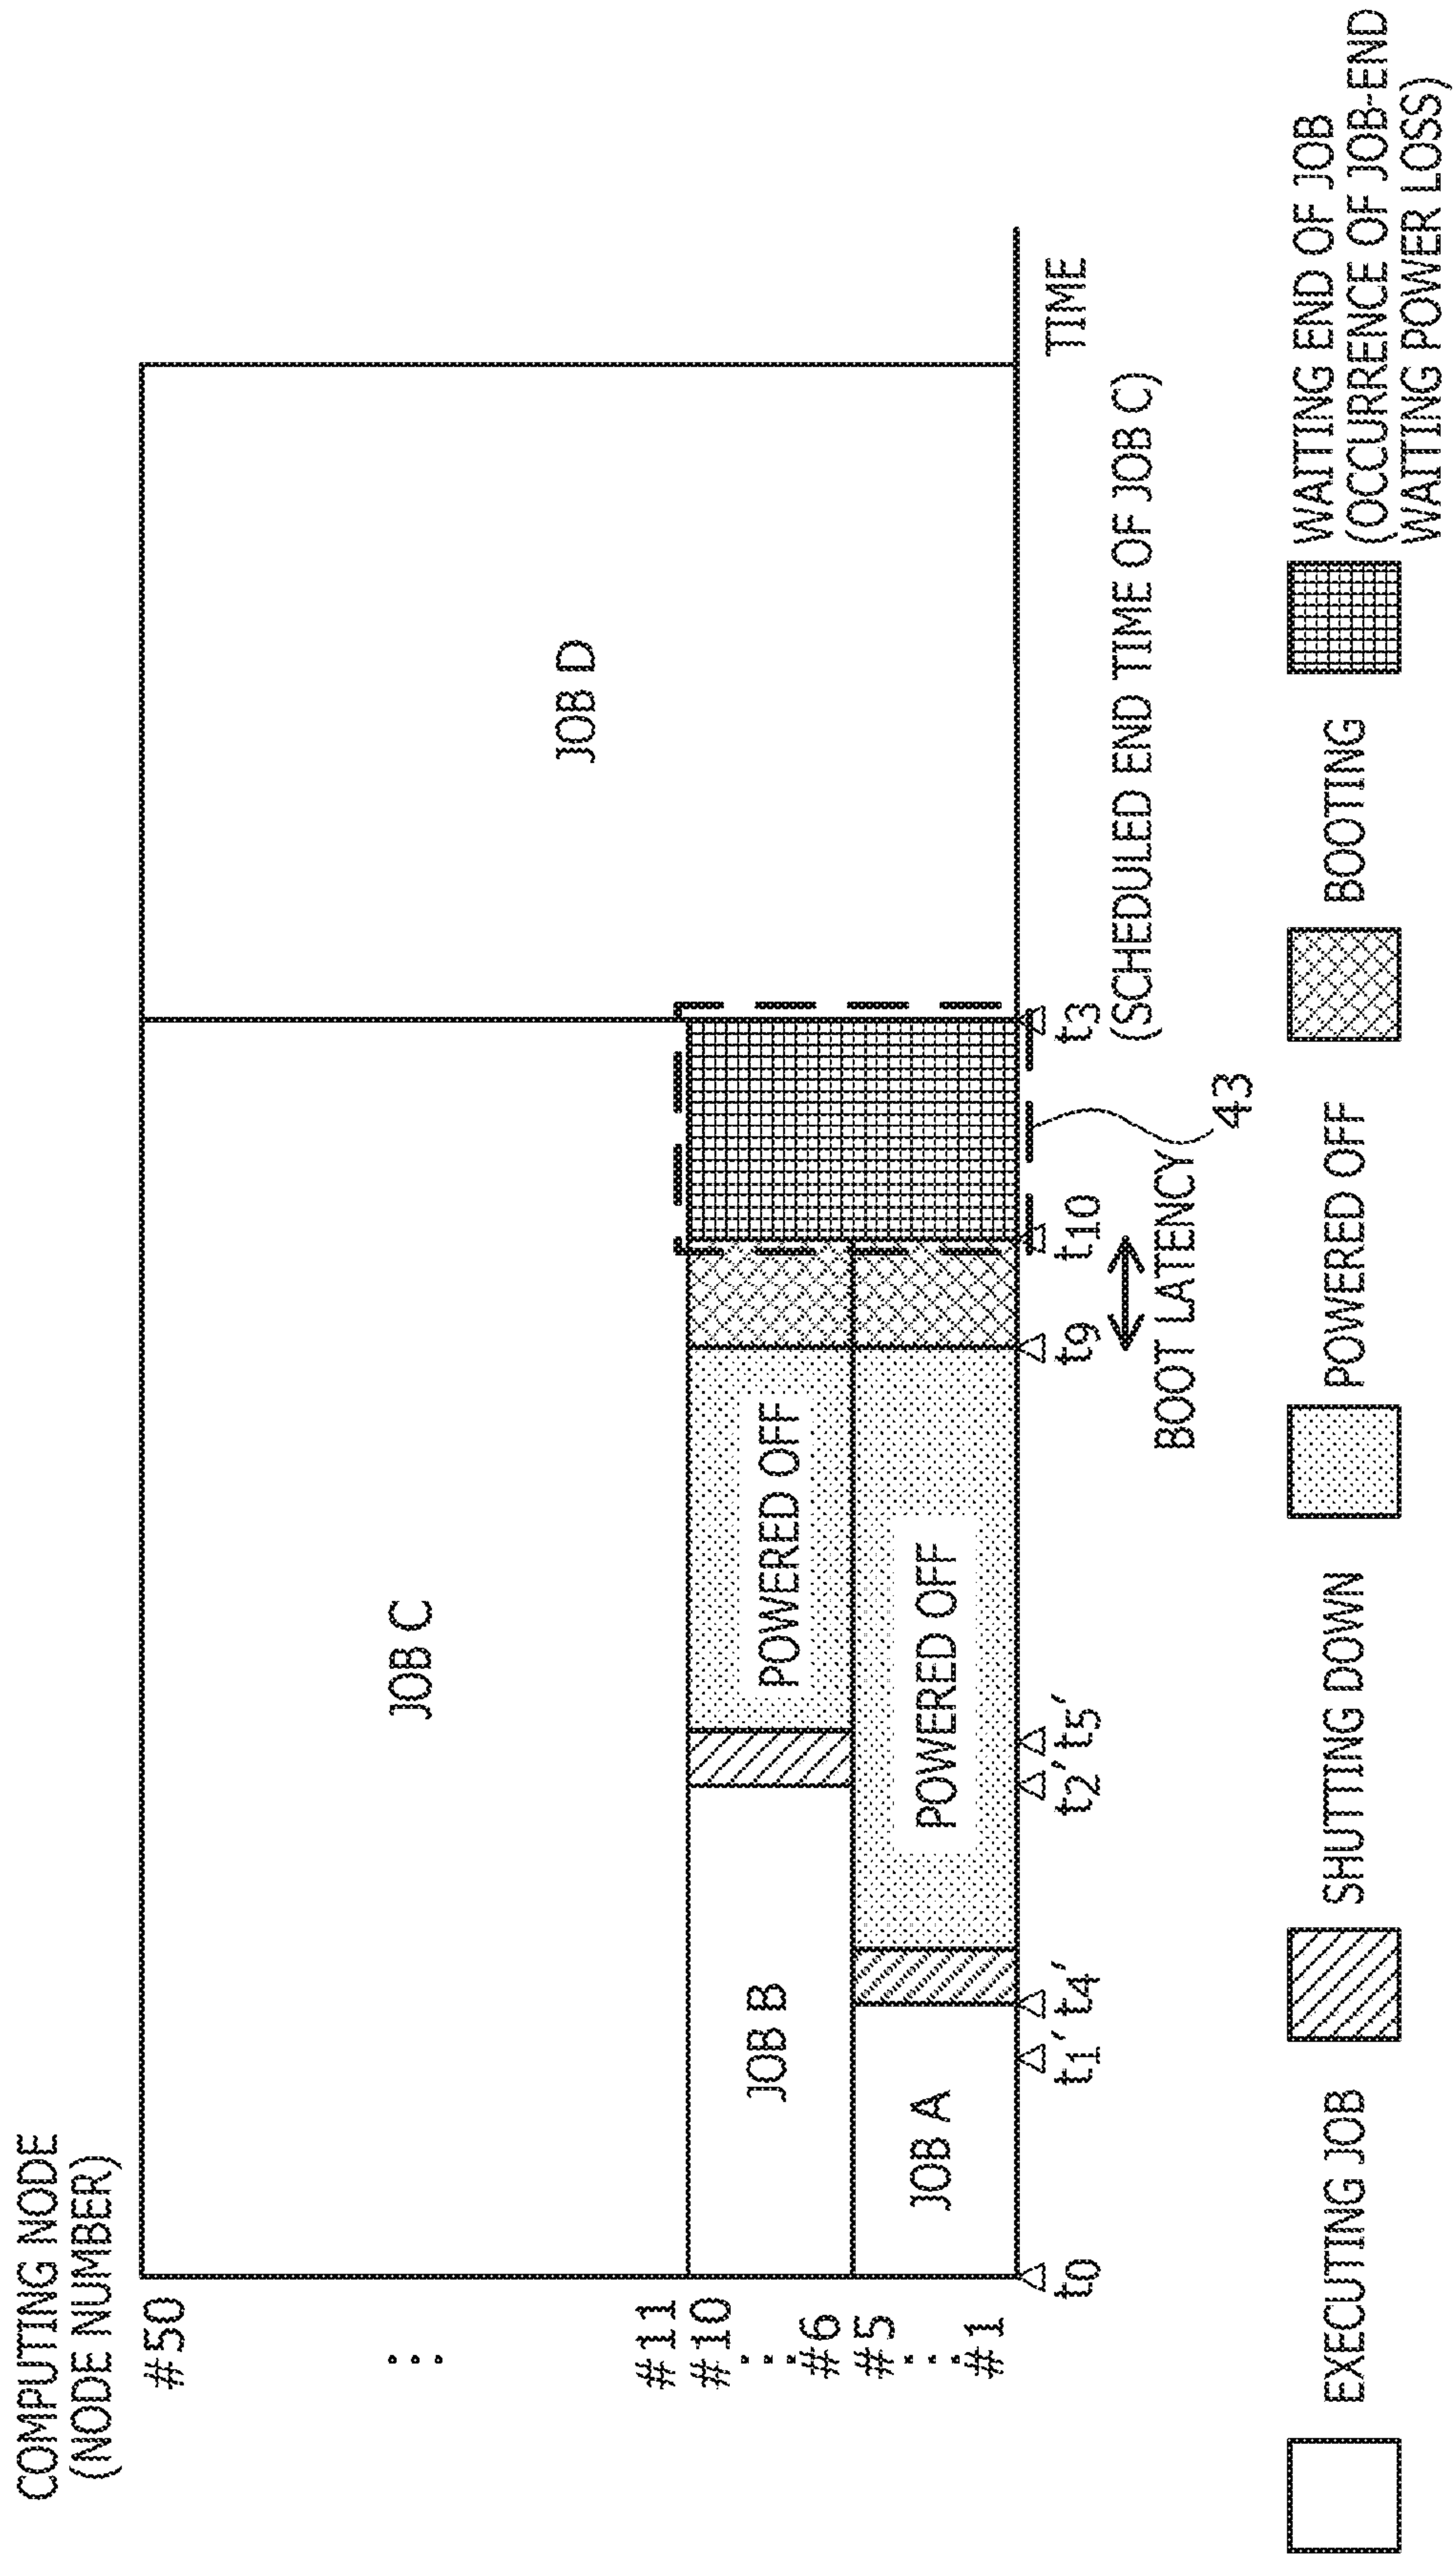 COMPUTING NODE
(NODE NUMBER)
#50
#11
#10
#6
#5
#1
JOB C
JOB D
JOB B
POWERED OFF
JOB A
POWERED OFF
t0
t1'
t4'
t2'
t5'
t9
t10
t3
TIME
(SCHEDULED END TIME OF JOB C)
BOOT LATENCY
43
EXECUTING JOB
SHUTTING DOWN
POWERED OFF
BOOTING
WAITING END OF JOB
(OCCURRENCE OF JOB-END
WAITING POWER LOSS)